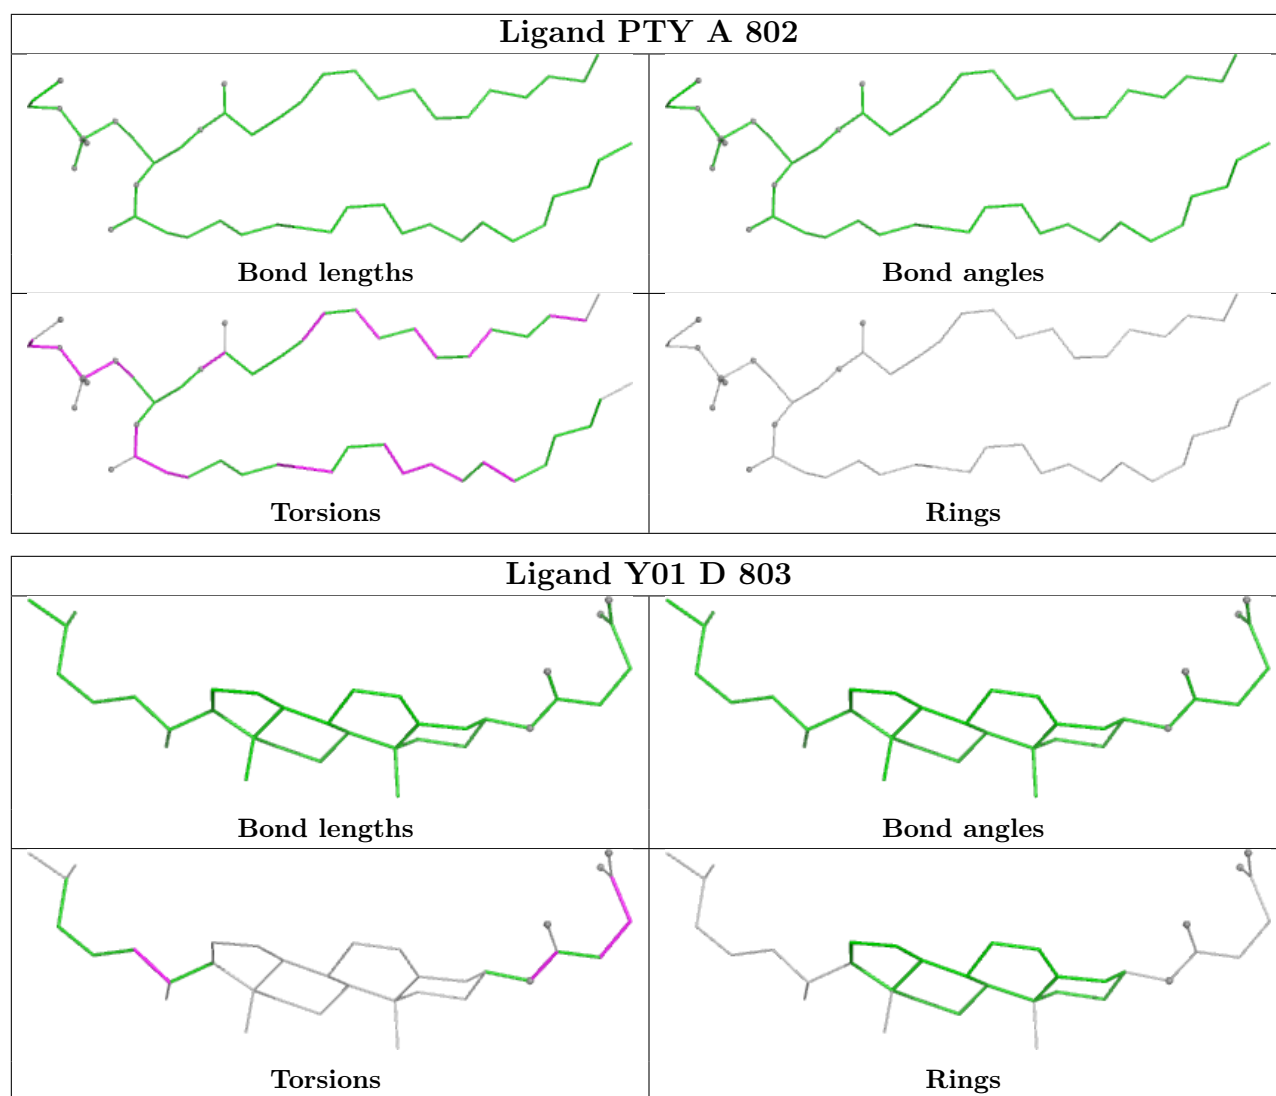 Ligand PTY A 802
Bond lengths
Bond angles
Torsions
Rings
Ligand Y01 D 803
Bond lengths
Bond angles
Torsions
Rings